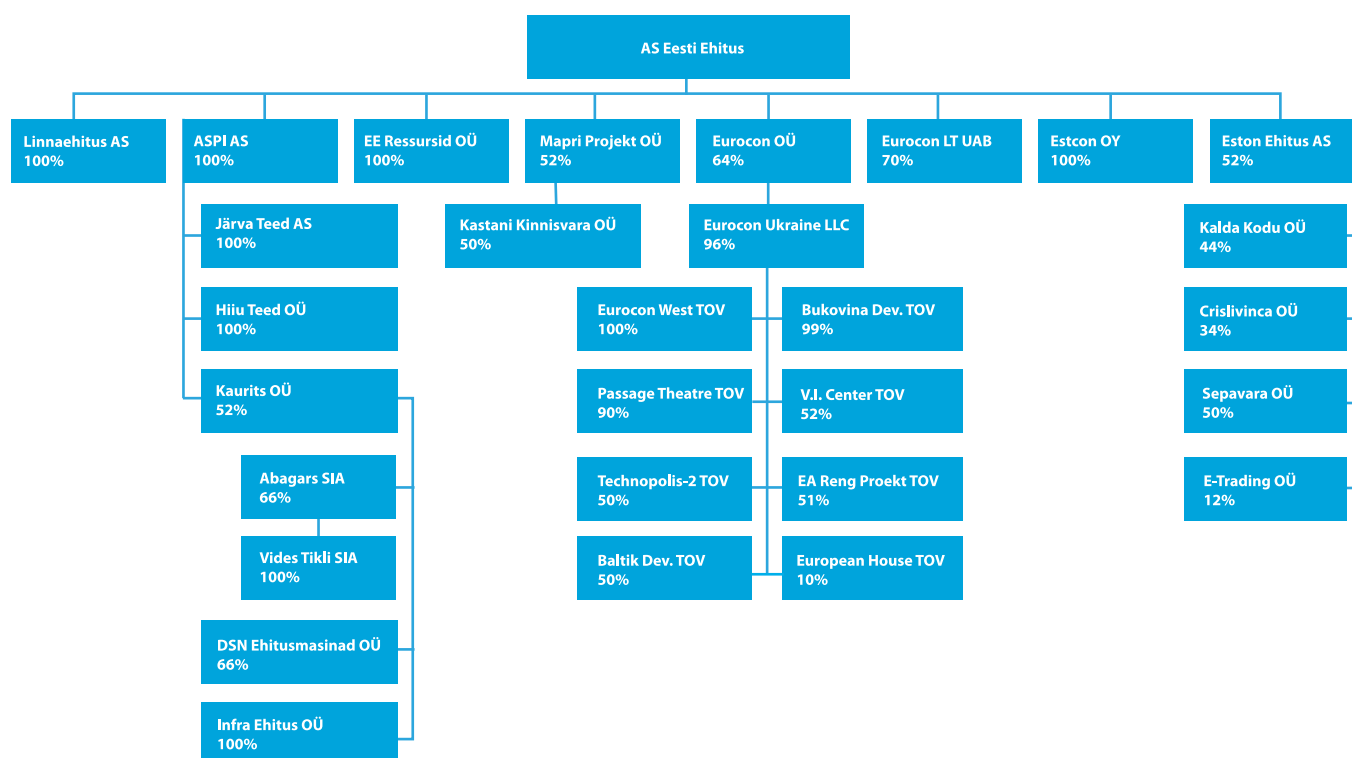 AS Eesti Ehitus
Linnaehitus AS
100%
ASPI AS
100%
EE Ressursid OÜ
100%
Mapri Projekt OÜ
52%
Eurocon OÜ
64%
Eurocon LT UAB
70%
Estcon OY
100%
Eston Ehitus AS
52%
Järva Teed AS
100%
Hiiu Teed OÜ
100%
Kaurits OÜ
52%
Abagars SIA
66%
Vides Tikli SIA
100%
DSN Ehitusmasinad OÜ
66%
Infra Ehitus OÜ
100%
Kastani Kinnisvara OÜ
50%
Eurocon Ukraine LLC
96%
Eurocon West TOV
100%
Bukovina Dev. TOV
99%
Passage Theatre TOV
90%
V.I. Center TOV
52%
Technopolis-2 TOV
50%
EA Reng Proekt TOV
51%
Baltik Dev. TOV
50%
European House TOV
10%
Kalda Kodu OÜ
44%
Crislivinca OÜ
34%
Sepavara OÜ
50%
E-Trading OÜ
12%